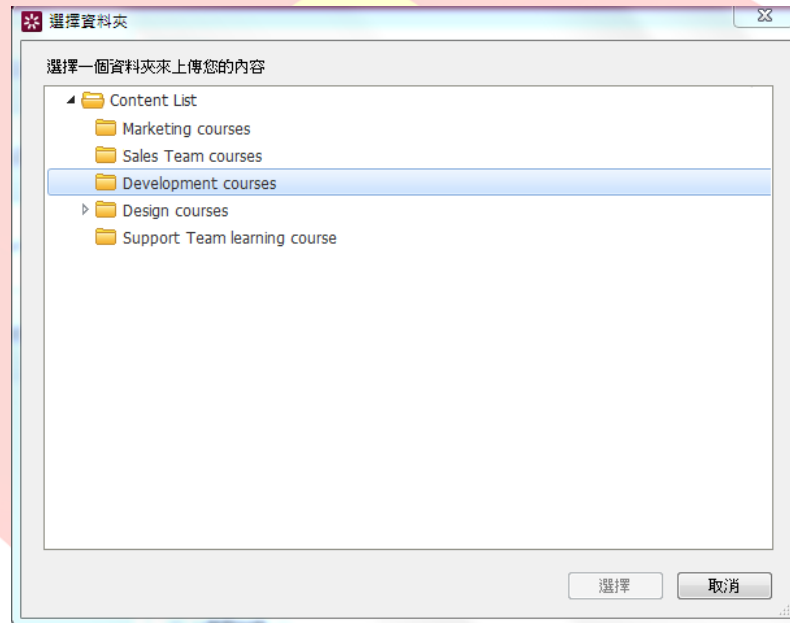 選擇資料夾
選擇一個資料夾來上傳您的內容
Content List
Marketing courses
Sales Team courses
Development courses
Design courses
Support Team learning course
選擇
取消